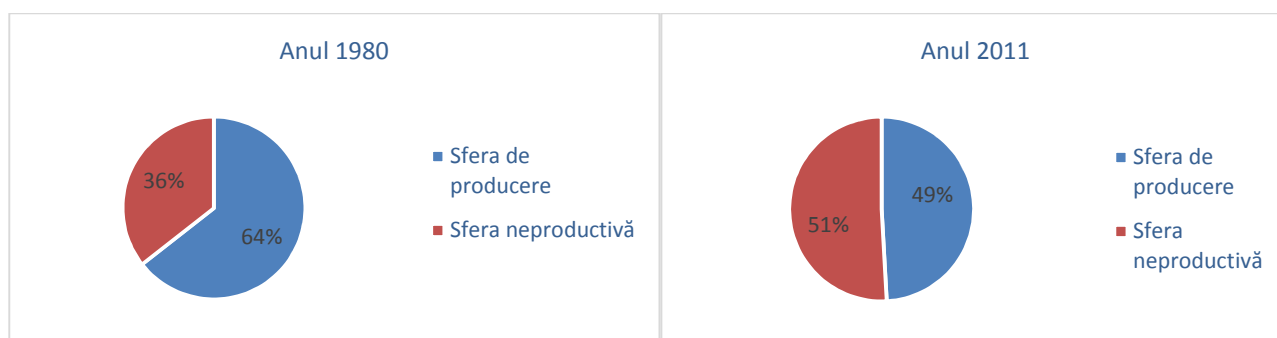 Anul 1980
36%
64%
Sfera de
producere
Sfera neproductivă
Anul 2011
49%
51%
Sfera de
producere
Sfera
neproductivă